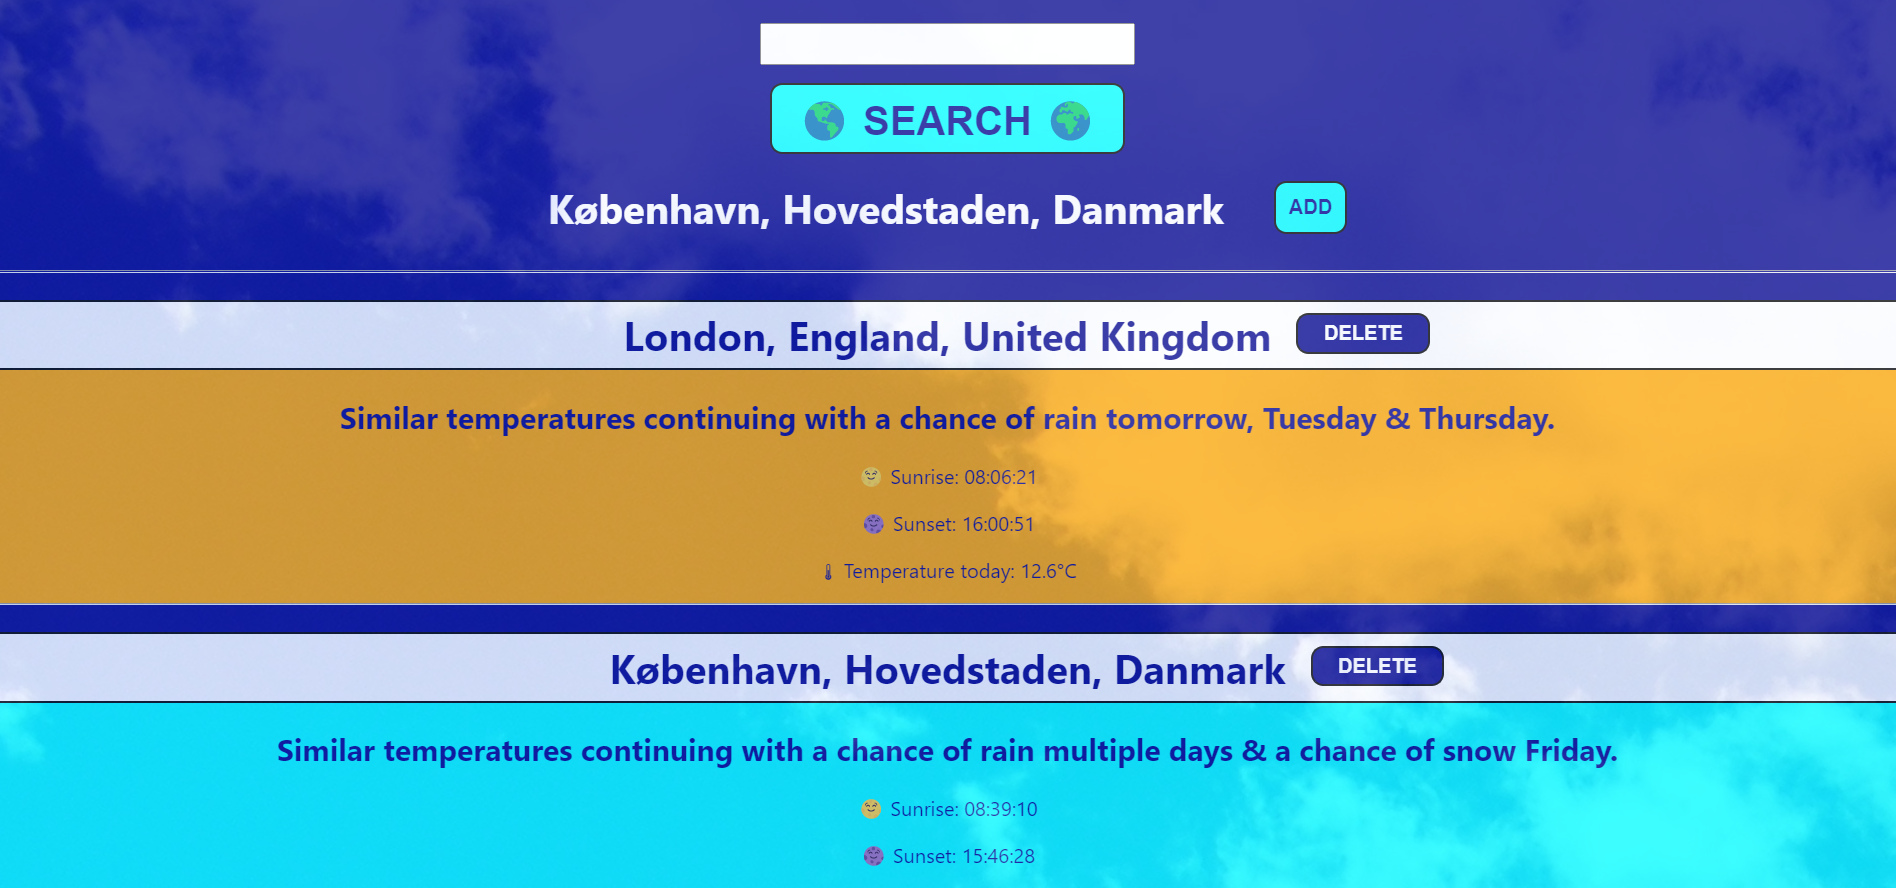 SEARCH
København, Hovedstaden, Danmark ADD
London, England, United Kingdom DELETE
Similar temperatures continuing with a chance of rain tomorrow, Tuesday & Thursday.
Sunrise: 08:06:21
Sunset: 16:00:51
Temperature today: 12.6°C
København, Hovedstaden, Danmark DELETE
Similar temperatures continuing with a chance of rain multiple days & a chance of snow Friday.
Sunrise: 08:39:10
Sunset: 15:46:28